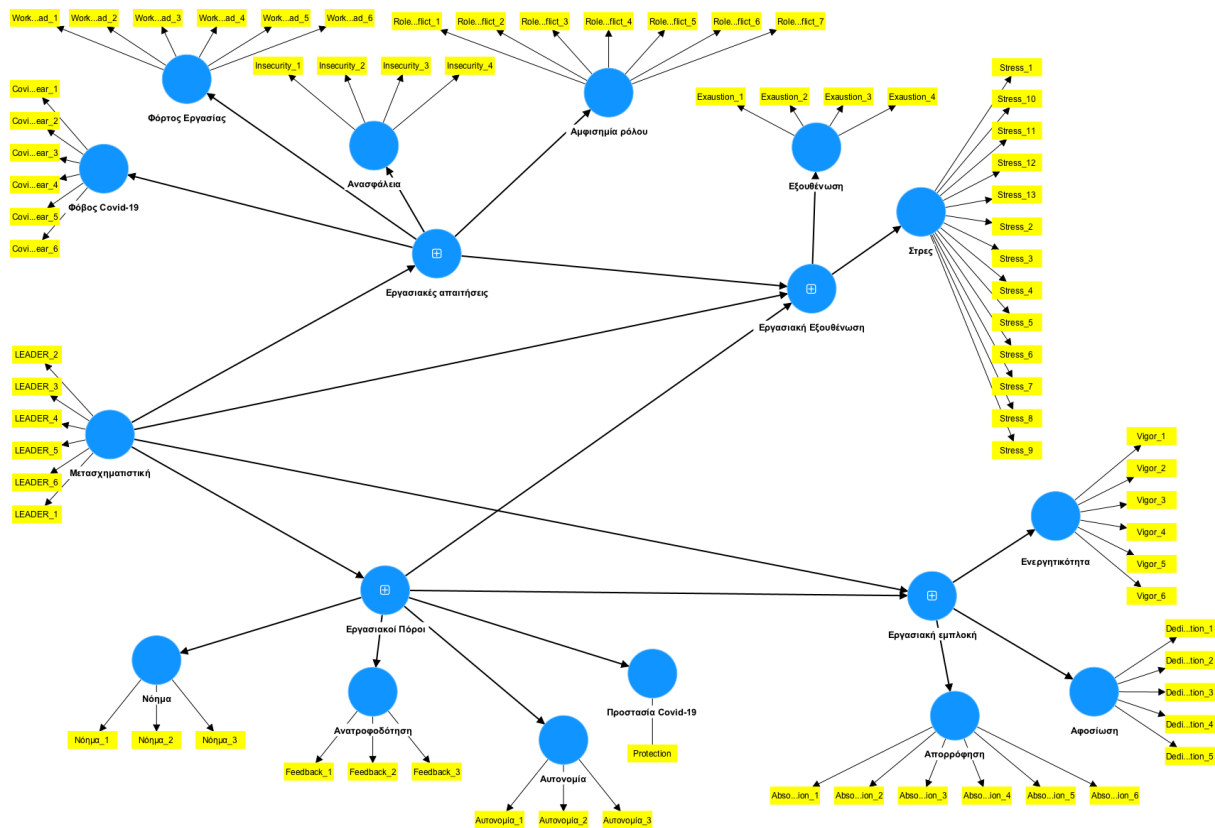 Work...ad_1
Work...ad_2
Work...ad_3
Work...ad_4
Work...ad_5
Work...ad_6
Role...flict_1
Role...flict_2
Role...flict_3
Role...flict_4
Role...flict_5
Role...flict_6
Role...flict_7
Insecurity_1
Insecurity_2
Insecurity_3
Insecurity_4
Covi...ear_1
Covi...ear_2
Covi...ear_3
Covi...ear_4
Covi...ear_5
Covi...ear_6
Φόρτος Εργασίας
Φόβος Covid-19
Ανασφάλεια
Αμφισημία ρόλου
Exaustion_1
Exaustion_2
Exaustion_3
Exaustion_4
Εξουθένωση
Stress_1
Stress_10
Stress_11
Stress_12
Stress_13
Stress_2
Stress_3
Stress_4
Stress_5
Stress_6
Stress_7
Stress_8
Stress_9
Στρες
Εργασιακές απαιτήσεις
Εργασιακή Εξουθένωση
LEADER_2
LEADER_3
LEADER_4
LEADER_5
LEADER_6
LEADER_1
Μετασχηματιστική
Vigor_1
Vigor_2
Vigor_3
Vigor_4
Vigor_5
Vigor_6
Ενεργητικότητα
Εργασιακοί Πόροι
Εργασιακή εμπλοκή
Dedi...tion_1
Dedi...tion_2
Dedi...tion_3
Dedi...tion_4
Dedi...tion_5
Αφοσίωση
Νόημα
Νόημα_1
Νόημα_2
Νόημα_3
Ανατροφοδότηση
Feedback_1
Feedback_2
Feedback_3
Προστασία Covid-19
Protection
Αυτονομία
Αυτονομία_1
Αυτονομία_2
Αυτονομία_3
Απορρόφηση
Abso...ion_1
Abso...ion_2
Abso...ion_3
Abso...ion_4
Abso...ion_5
Abso...ion_6